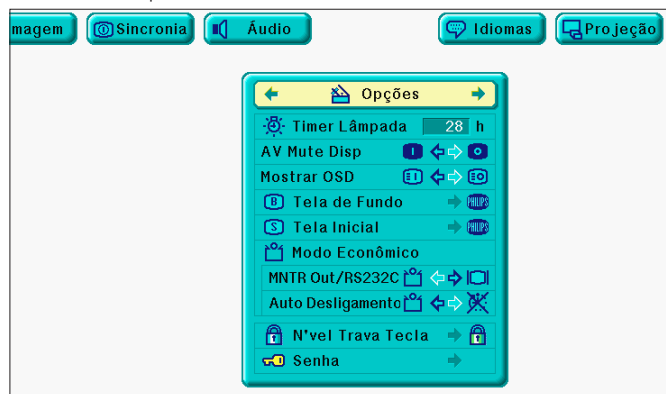 magem Sincronia Áudio Idiomas Projeção
Opções
Timer Lâmpada 28 h
AV Mute Disp
Mostrar OSD
B Tela de Fundo PHILIPS
S Tela Inicial PHILIPS
Modo Econômico
MNTR Out/RS232C
Auto Desligamento
N'vel Trava Tecla
Senha